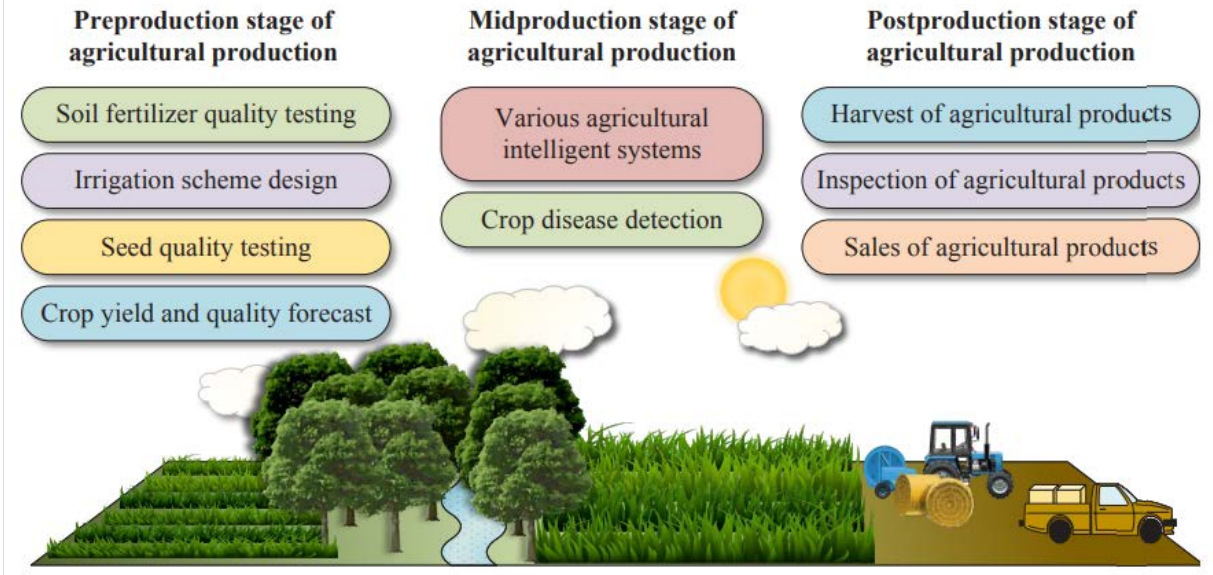 Preproduction stage of
agricultural production
Soil fertilizer quality testing
Irrigation scheme design
Seed quality testing
Crop yield and quality forecast
Midproduction stage of
agricultural production
Various agricultural
intelligent systems
Crop disease detection
Postproduction stage of
agricultural production
Harvest of agricultural products
Inspection of agricultural products
Sales of agricultural products